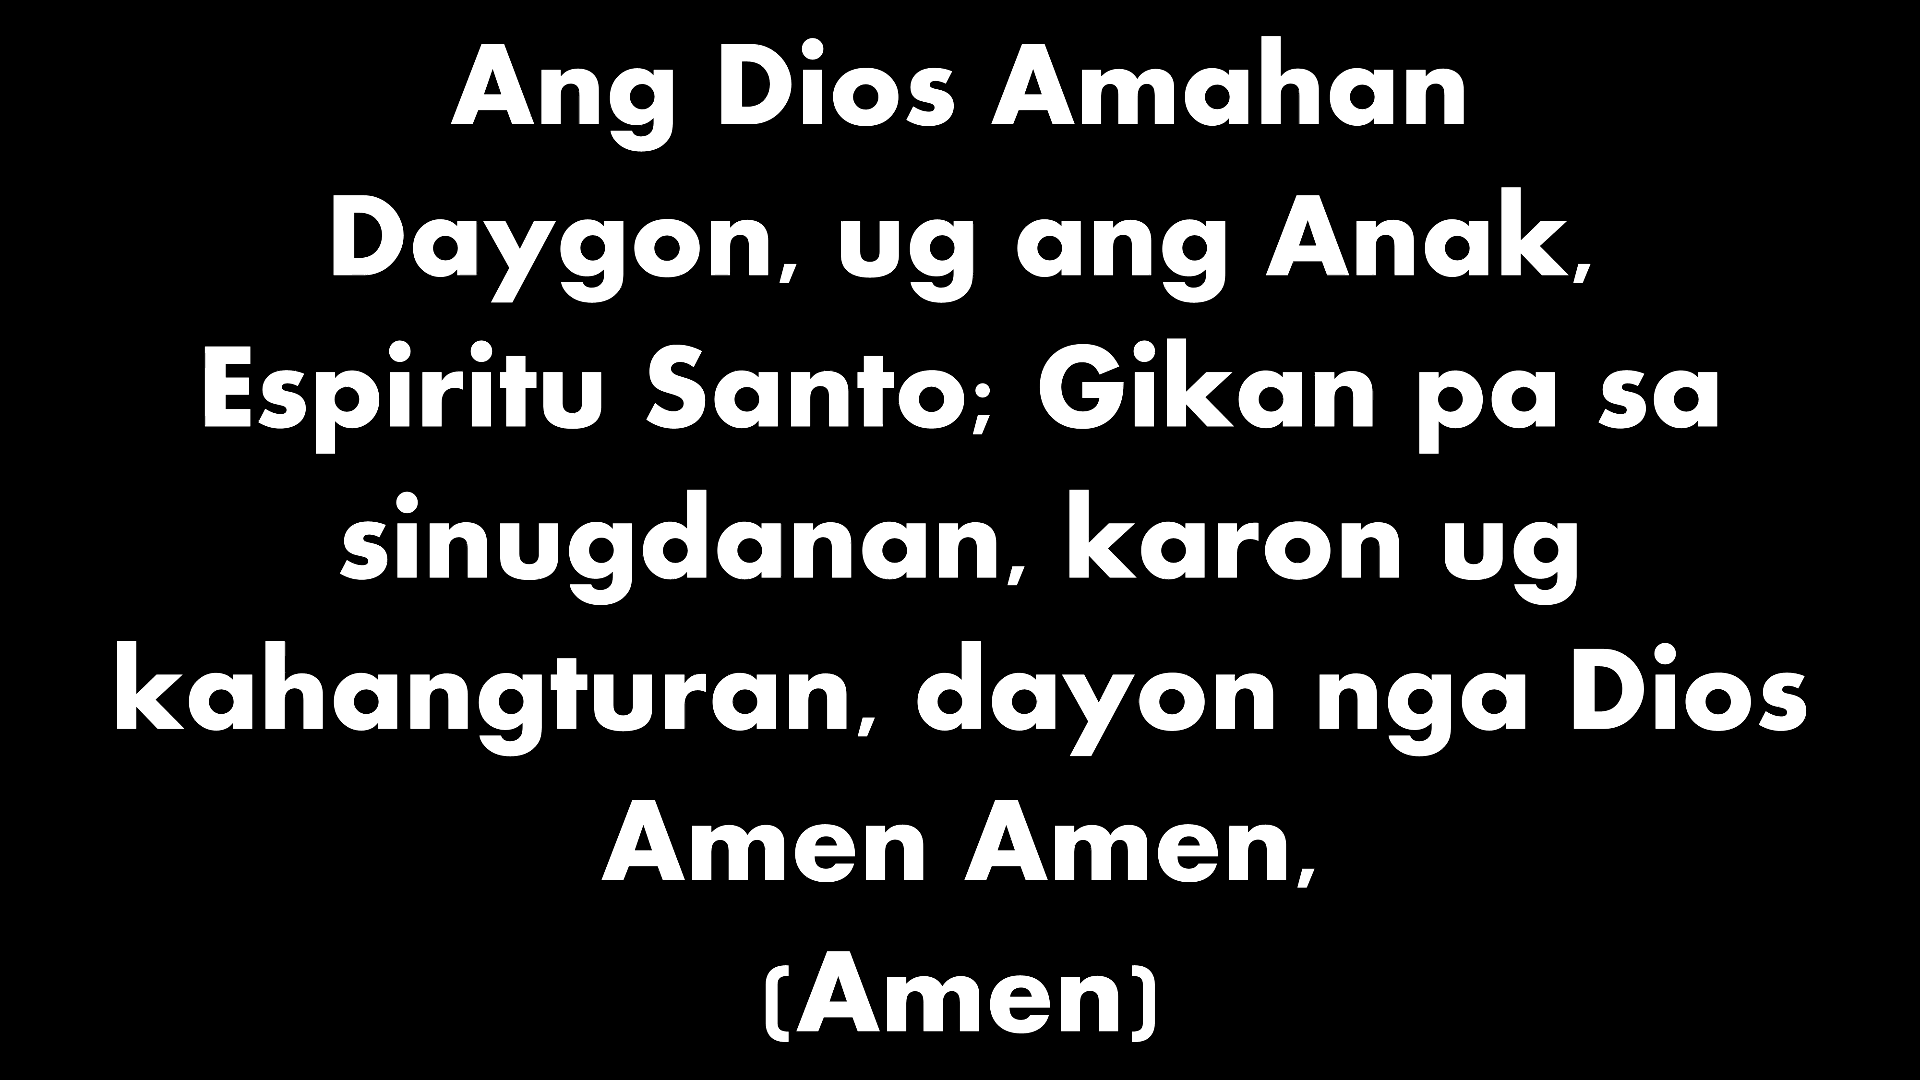 Ang Dios Amahan
Daygon, ug ang Anak,
Espiritu Santo; Gikan pa sa
sinugdanan, karon ug
kahangturan, dayon nga Dios
Amen Amen,
(Amen)